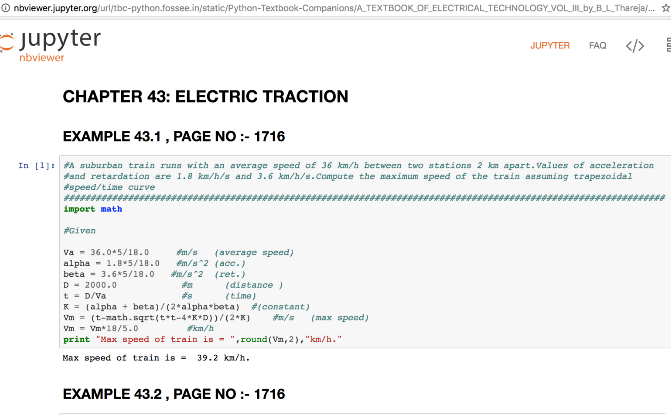 nbviewer.jupyter.org/url/tbc-python.fossee.in/static/Python-Textbook-Companions/A_TEXTBOOK_OF_ELECTRICAL_TECHNOLOGY_VOL_III_by_B_L_Thareja/...
jupyter
nbviewer
JUPYTER FAQ </>
CHAPTER 43: ELECTRIC TRACTION
EXAMPLE 43.1 , PAGE NO :- 1716
In [1]: #A suburban train runs with an average speed of 36 km/h between two stations 2 km apart.Values of acceleration
#and retardation are 1.8 km/h/s and 3.6 km/h/s.Compute the maximum speed of the train assuming trapezoidal
#speed/time curve
####################################################################################################################
import math
#Given
Va = 36.0*5/18.0 #m/s (average speed)
alpha = 1.8*5/18.0 #m/s^2 (acc.)
beta = 3.6*5/18.0 #m/s^2 (ret.)
D = 2000.0 #m (distance )
t = D/Va #s (time)
K = (alpha + beta)/(2*alpha*beta) #(constant)
Vm = (t-math.sqrt(t*t-4*K*D))/(2*K) #m/s (max speed)
Vm = Vm*18/5.0 #km/h
print "Max speed of train is = ",round(Vm,2),"km/h."
Max speed of train is = 39.2 km/h.
EXAMPLE 43.2 , PAGE NO :- 1716